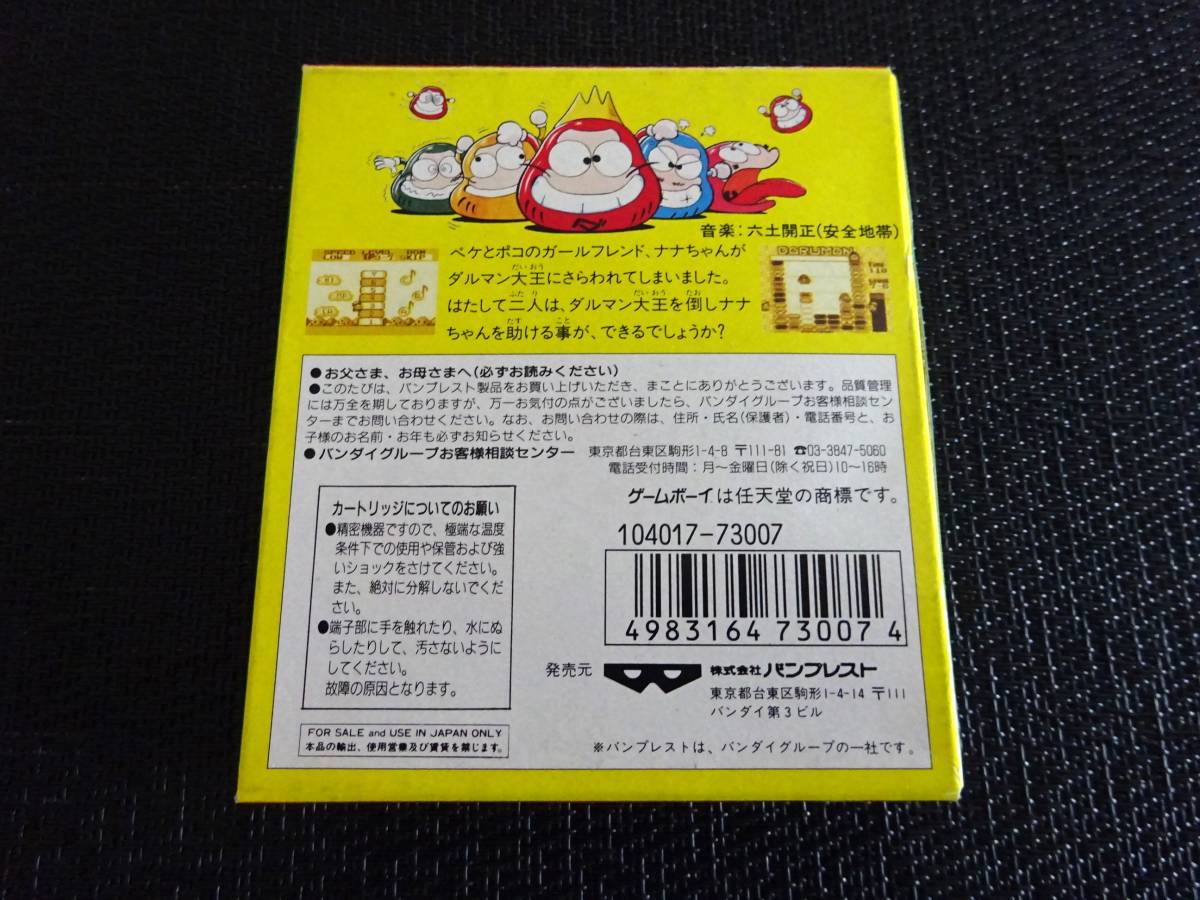 音楽：六土開正（安全地帯）
ペケとポコのガールフレンド、ナナちゃんが
ダルマン大王にさらわれてしまいました。
はたして二人は、ダルマン大王を倒しナナ
ちゃんを助ける事が、できるでしょうか？
DORUMON
●お父さま、お母さまへ（必ずお読みください）
●このたびは、バンプレスト製品をお買い上げいただき、まことにありがとうございます。品質管理
には万全を期しておりますが、万一お気付の点がございましたら、バンダイグループお客様相談セン
ターまでお問い合わせください。なお、お問い合わせの際は、住所・氏名（保護者）・電話番号と、お
子様のお名前・お年も必ずお知らせください。
●バンダイグループお客様相談センター 東京都台東区駒形1-4-8 〒111-81 ☎03-3847-5060
電話受付時間：月～金曜日（除く祝日）10～16時
ゲームボーイは任天堂の商標です。
カートリッジについてのお願い
●精密機器ですので、極端な温度
条件下での使用や保管および強
いショックをさけてください。
また、絶対に分解しないでくだ
さい。
●端子部に手を触れたり、水にぬ
らしたりして、汚さないように
してください。
故障の原因となります。
FOR SALE and USE IN JAPAN ONLY
本品の輸出、使用営業及び賃貸を禁じます。
104017-73007
4983164 730074
発売元 株式会社バンプレスト
東京都台東区駒形1-4-14 〒111
バンダイ第3ビル
※バンプレストは、バンダイグループの一社です。